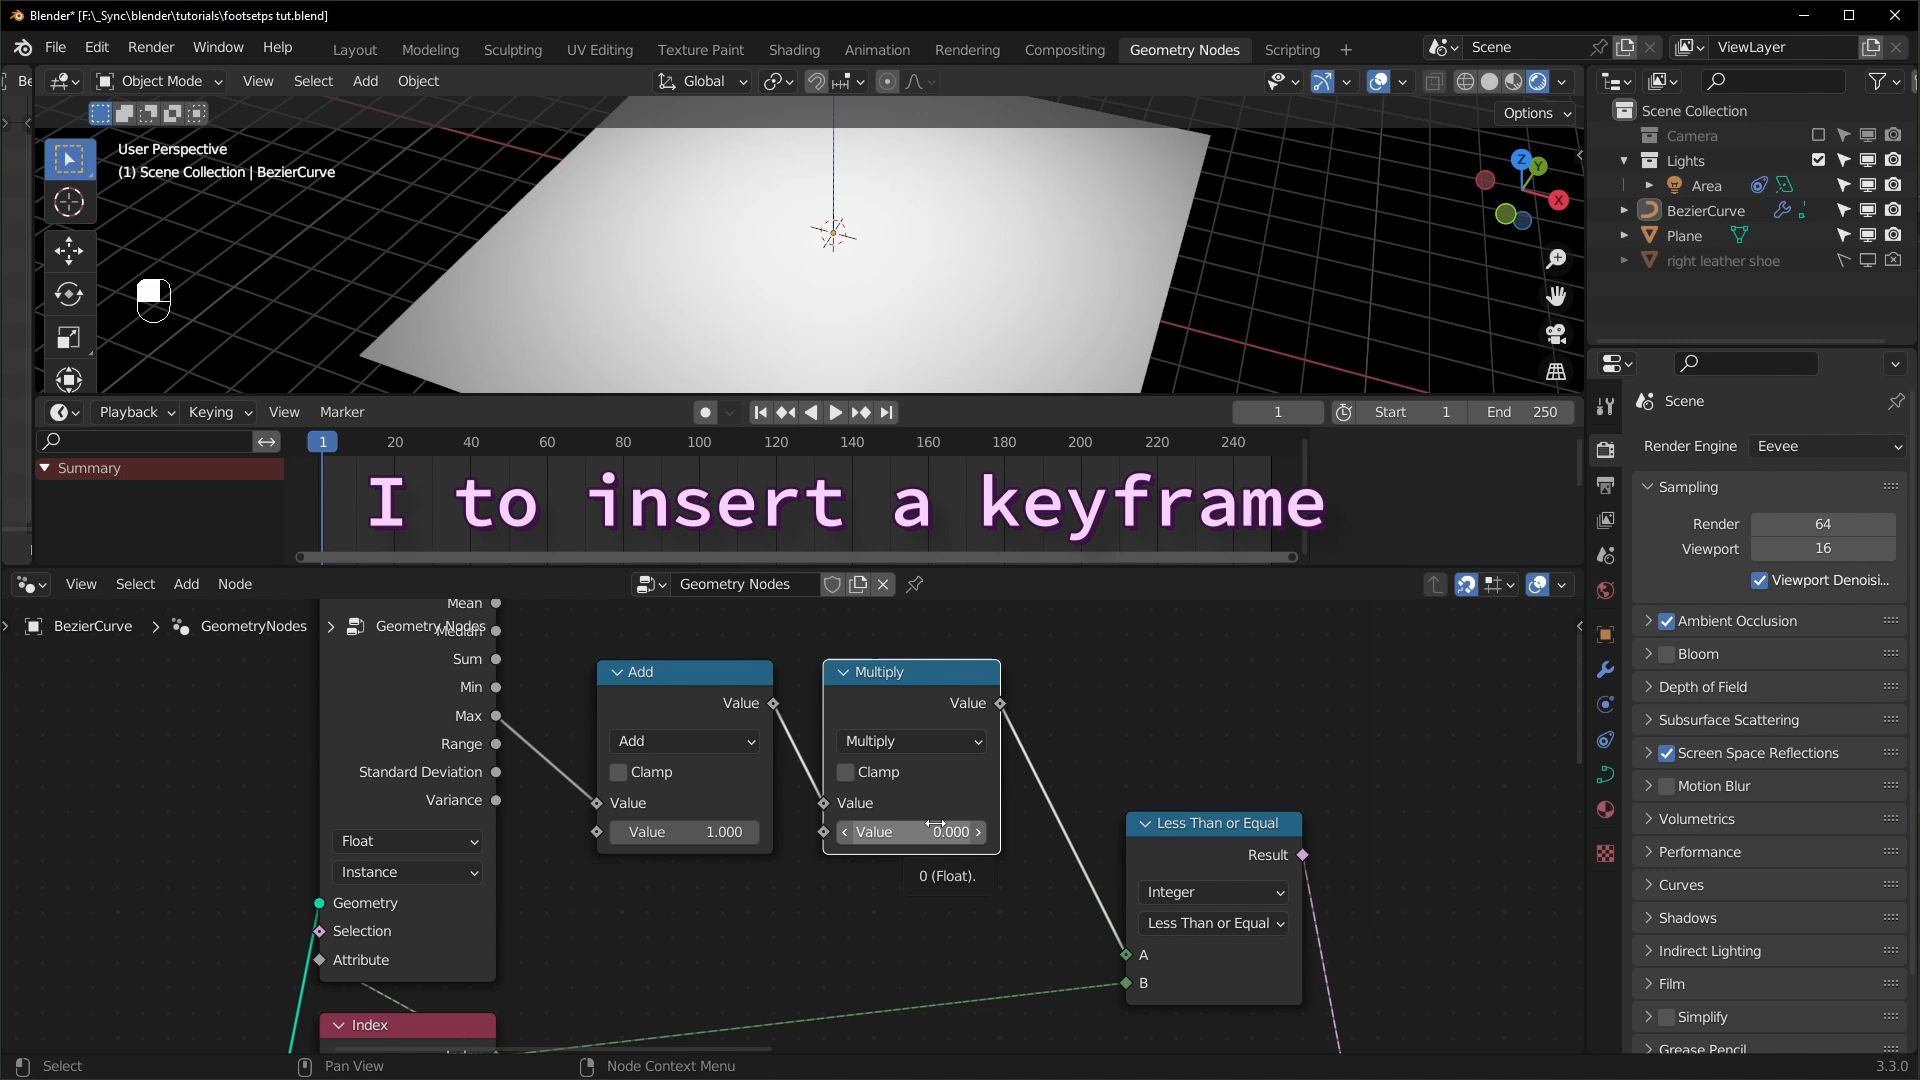 Blender* [F:\_Sync\blender\tutorials\footsetps tut.blend]
File Edit Render Window Help Layout Modeling Sculpting UV Editing Texture Paint Shading Animation Rendering Compositing Geometry Nodes Scripting + Scene ViewLayer
Be Object Mode View Select Add Object Global
Options
User Perspective
(1) Scene Collection | BezierCurve
Z
Y
X
Scene Collection
Camera
Lights
Area
BezierCurve
Plane
right leather shoe
Playback Keying View Marker 1 Start 1 End 250
1 20 40 60 80 100 120 140 160 180 200 220 240
Summary
I to insert a keyframe
View Select Add Node Geometry Nodes
BezierCurve > GeometryNodes > Geometry Nodes
Mean
Median
Sum
Min
Max
Range
Standard Deviation
Variance
Float
Instance
Geometry
Selection
Attribute
Index
Add
Value
Add
Clamp
Value
Value 1.000
Multiply
Value
Multiply
Clamp
Value
Value 0.000
0 (Float).
Less Than or Equal
Result
Integer
Less Than or Equal
A
B
Scene
Render Engine Eevee
Sampling
Render 64
Viewport 16
Viewport Denoisi...
Ambient Occlusion
Bloom
Depth of Field
Subsurface Scattering
Screen Space Reflections
Motion Blur
Volumetrics
Performance
Curves
Shadows
Indirect Lighting
Film
Simplify
Grease Pencil
Select Pan View Node Context Menu 3.3.0